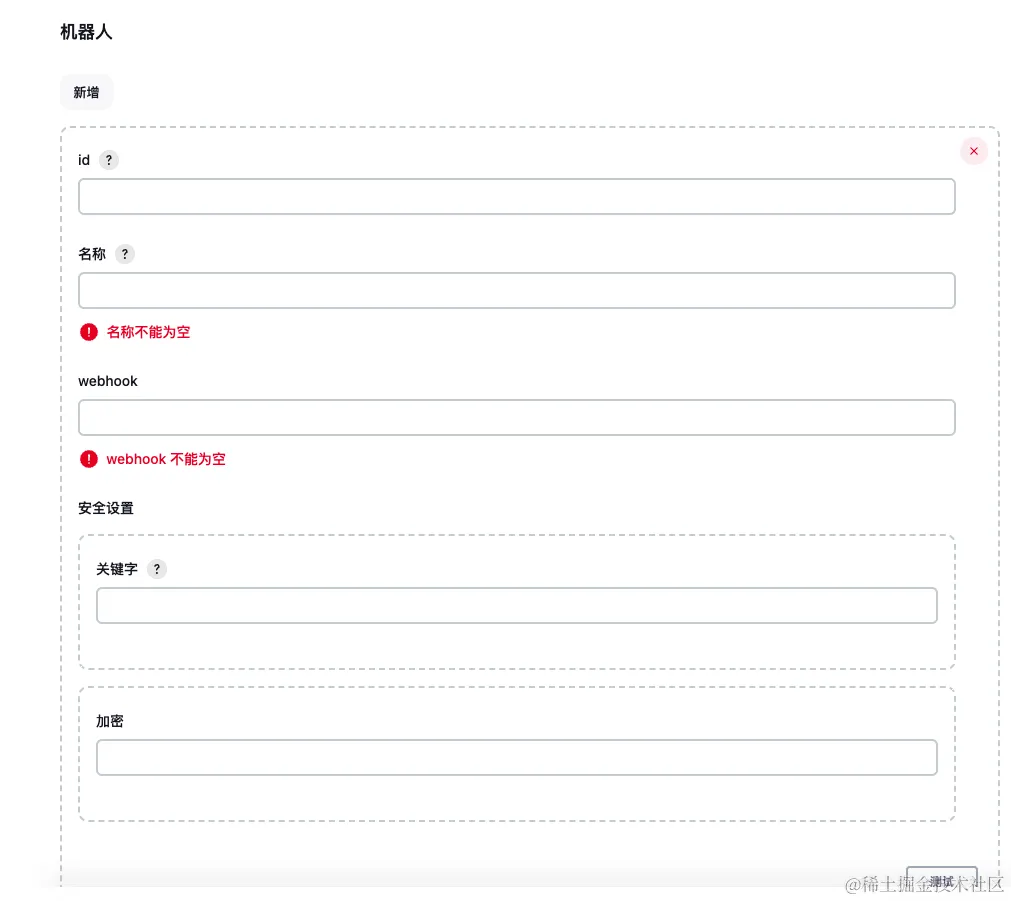 机器人
新增
id ?
名称 ?
! 名称不能为空
webhook
! webhook 不能为空
安全设置
关键字 ?
加密
测试
@稀土掘金技术社区